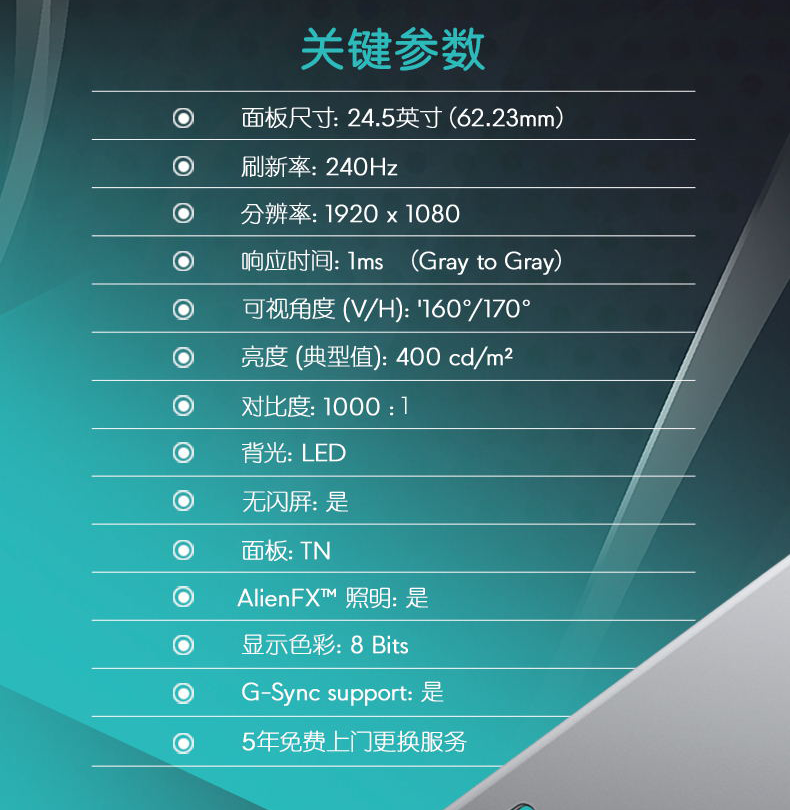 关键参数
面板尺寸: 24.5英寸 (62.23mm)
刷新率: 240Hz
分辨率: 1920 x 1080
响应时间: 1ms （Gray to Gray）
可视角度 (V/H): '160°/170°
亮度 (典型值): 400 cd/m²
对比度: 1000 : 1
背光: LED
无闪屏: 是
面板: TN
AlienFX™ 照明: 是
显示色彩: 8 Bits
G-Sync support: 是
5年免费上门更换服务